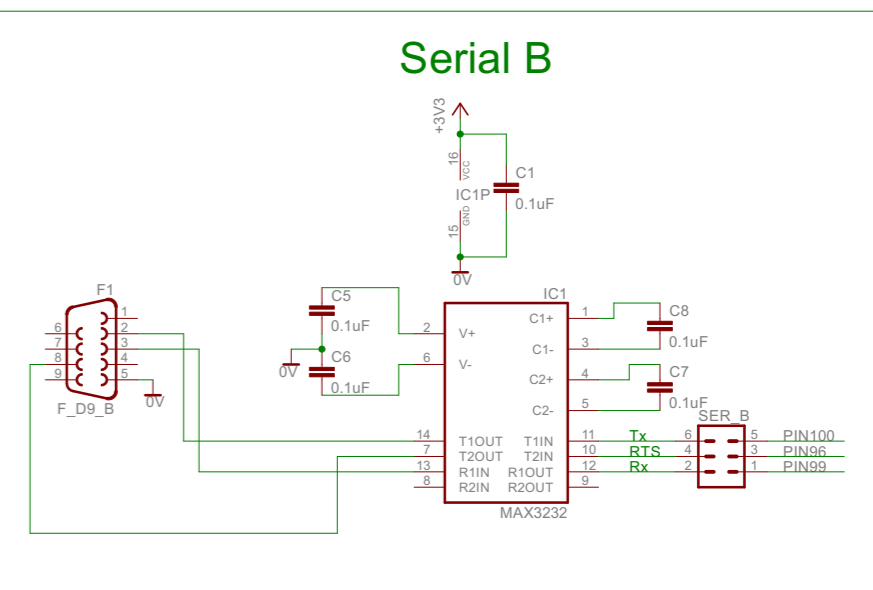 Serial B
+3V3
16
VCC
C1
IC1P
0.1uF
15
GND
0V
F1
1
6
2
7
3
8
4
9
5
F_D9_B
0V
C5
0.1uF
0V
C6
0.1uF
IC1
2
V+
6
V-
C1+
1
C8
C1-
3
0.1uF
C2+
4
C7
C2-
5
0.1uF
SER_B
14
T1OUT
T1IN
11
Tx
6
5
PIN100
7
T2OUT
T2IN
10
RTS
4
3
PIN96
13
R1IN
R1OUT
12
Rx
2
1
PIN99
8
R2IN
R2OUT
9
MAX3232